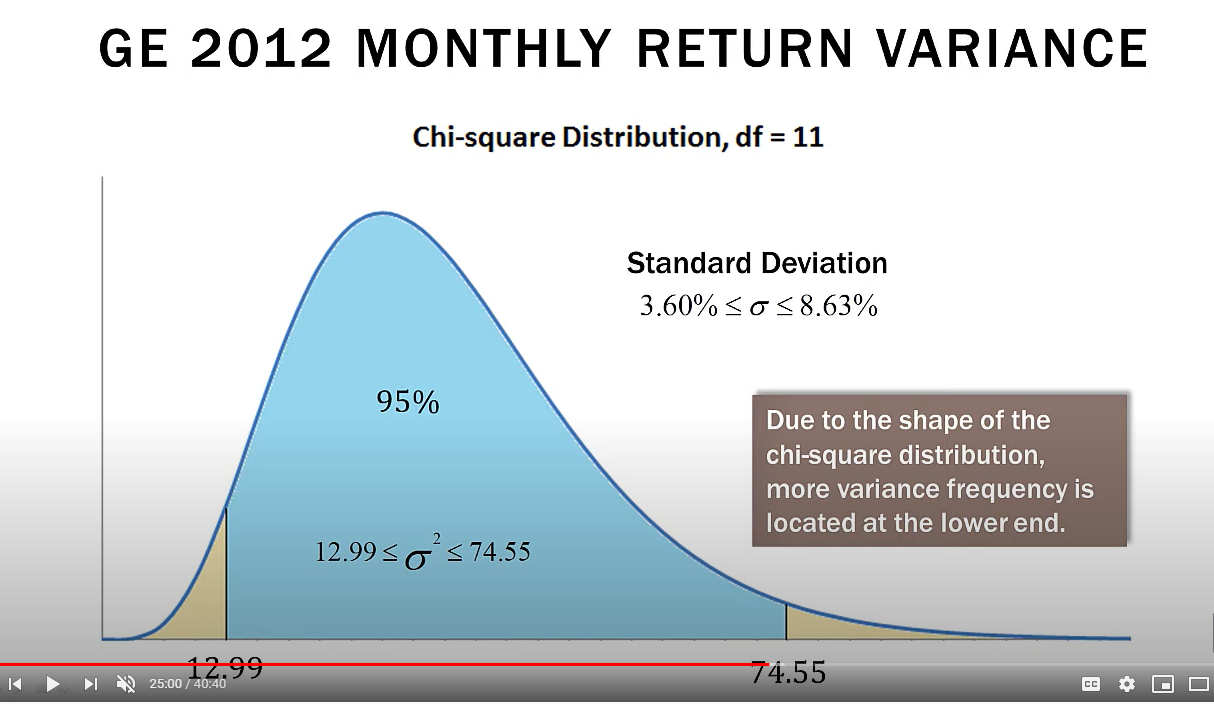 GE 2012 MONTHLY RETURN VARIANCE
Chi-square Distribution, df = 11
Standard Deviation
3.60% ≤ σ ≤ 8.63%
95%
Due to the shape of the
chi-square distribution,
more variance frequency is
located at the lower end.
12.99 ≤ σ² ≤ 74.55
12.99
74.55
25:00 / 40:40
CC